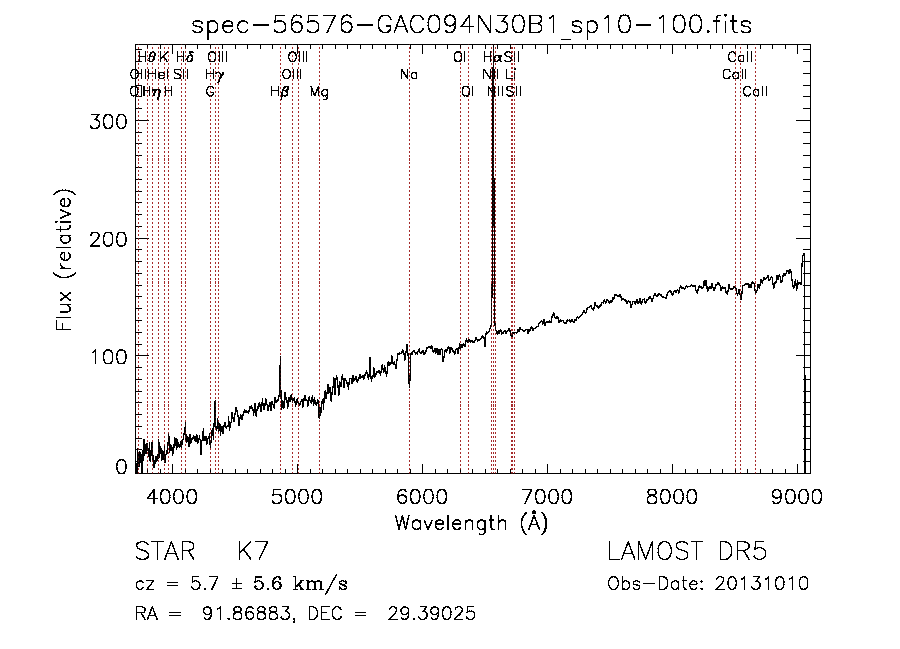 spec-56576-GAC094N30B1_sp10-100.fits
Hθ K Hδ OIII OIII OI Hα SII CaII
OII HeI SII Hγ OIII Na NII Li CaII
Hη H G Hβ Mg OI NII SII CaII
300
200
100
0
Flux (relative)
4000 5000 6000 7000 8000 9000
Wavelength (Å)
STAR K7 LAMOST DR5
cz = 5.7 ± 5.6 km/s Obs-Date: 20131010
RA = 91.86883, DEC = 29.39025